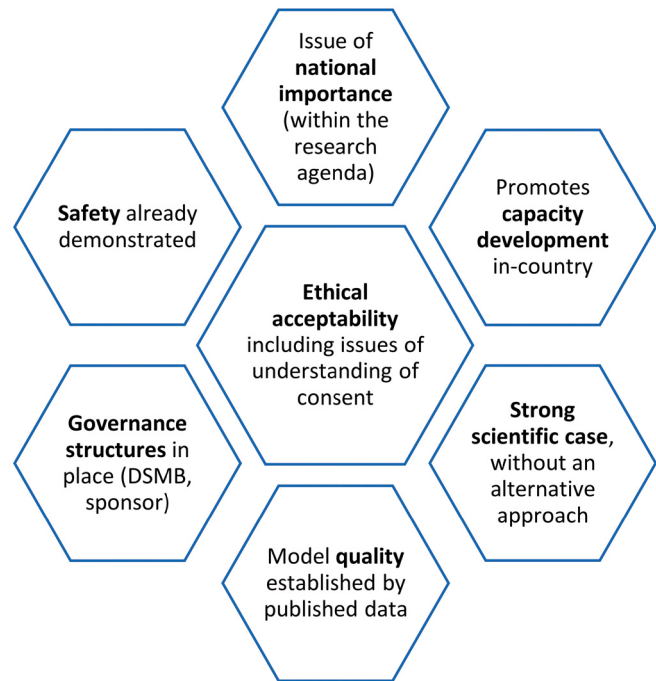 Issue of
national
importance
(within the
research
agenda)
Safety already
demonstrated
Promotes
capacity
development
in-country
Ethical
acceptability
including issues of
understanding of
consent
Governance
structures in
place (DSMB,
sponsor)
Strong
scientific case,
without an
alternative
approach
Model quality
established by
published data